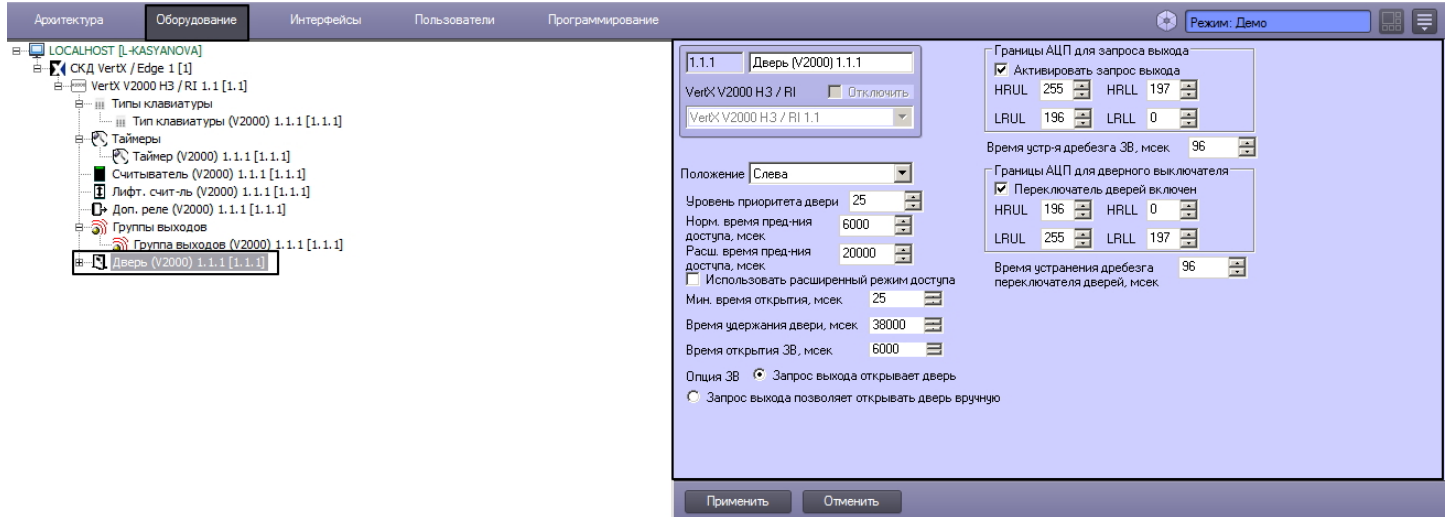 Архитектура Оборудование Интерфейсы Пользователи Программирование Режим: Демо
LOCALHOST [L-KASYANOVA]
СКД VertX / Edge 1 [1]
VertX V2000 H3 / RI 1.1 [1.1]
Типы клавиатуры
Тип клавиатуры (V2000) 1.1.1 [1.1.1]
Таймеры
Таймер (V2000) 1.1.1 [1.1.1]
Считыватель (V2000) 1.1.1 [1.1.1]
Лифт. счит-ль (V2000) 1.1.1 [1.1.1]
Доп. реле (V2000) 1.1.1 [1.1.1]
Группы выходов
Группа выходов (V2000) 1.1.1 [1.1.1]
Дверь (V2000) 1.1.1 [1.1.1]
1.1.1 Дверь (V2000) 1.1.1
VertX V2000 H3 / RI Отключить
VertX V2000 H3 / RI 1.1
Положение Слева
Уровень приоритета двери 25
Норм. время пред-ния
доступа, мсек 6000
Расш. время пред-ния
доступа, мсек 20000
Использовать расширенный режим доступа
Мин. время открытия, мсек 25
Время удержания двери, мсек 38000
Время открытия ЗВ, мсек 6000
Опция ЗВ Запрос выхода открывает дверь
Запрос выхода позволяет открывать дверь вручную
Границы АЦП для запроса выхода
Активировать запрос выхода
HRUL 255 HRLL 197
LRUL 196 LRLL 0
Время устр-я дребезга ЗВ, мсек 96
Границы АЦП для дверного выключателя
Переключатель дверей включен
HRUL 196 HRLL 0
LRUL 255 LRLL 197
Время устранения дребезга 96
переключателя дверей, мсек
Применить Отменить